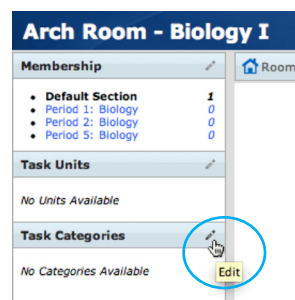 Arch Room - Biology I
Membership
Room
Default Section 1
Period 1: Biology 0
Period 2: Biology 0
Period 5: Biology 0
Task Units
No Units Available
Task Categories
No Categories Available
Edit